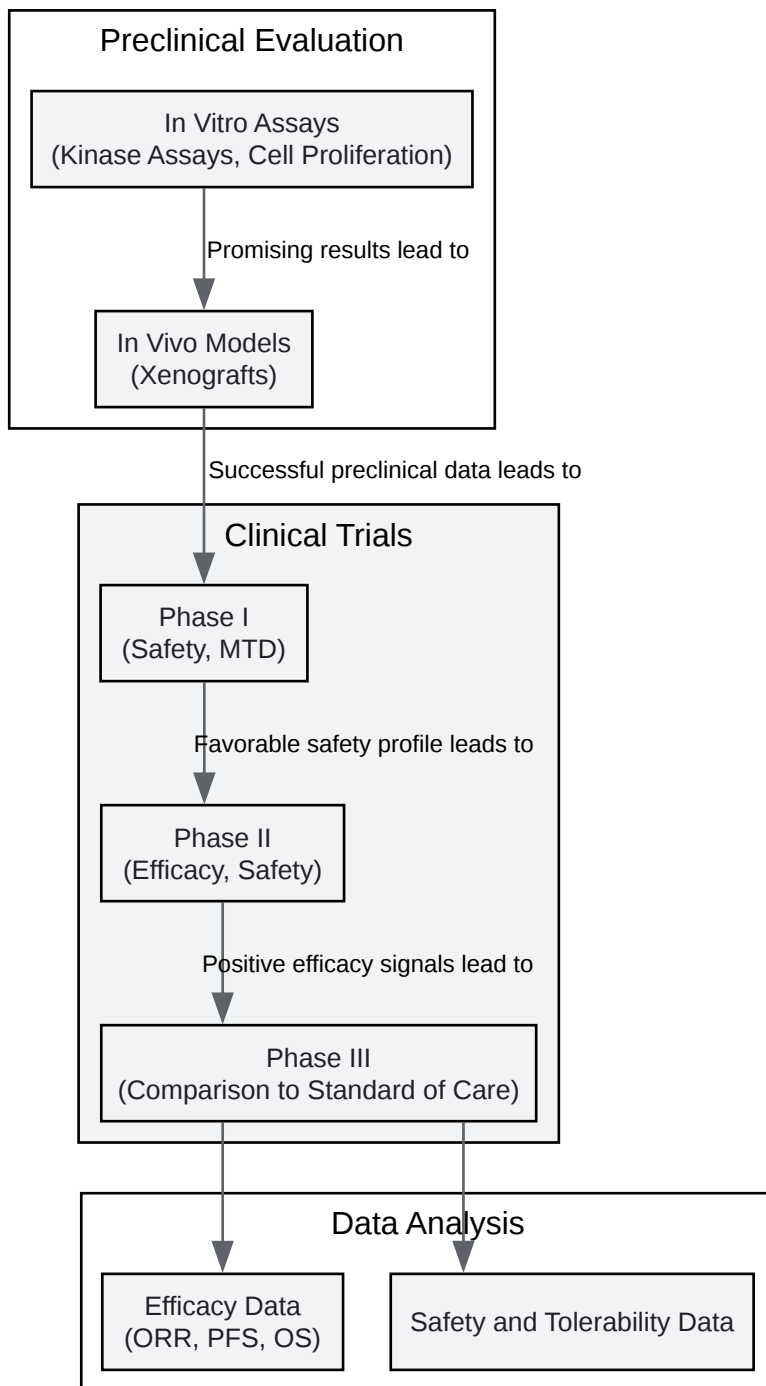 Preclinical Evaluation
In Vitro Assays
(Kinase Assays, Cell Proliferation)
Promising results lead to
In Vivo Models
(Xenografts)
Successful preclinical data leads to
Clinical Trials
Phase I
(Safety, MTD)
Favorable safety profile leads to
Phase II
(Efficacy, Safety)
Positive efficacy signals lead to
Phase III
(Comparison to Standard of Care)
Data Analysis
Efficacy Data
(ORR, PFS, OS)
Safety and Tolerability Data